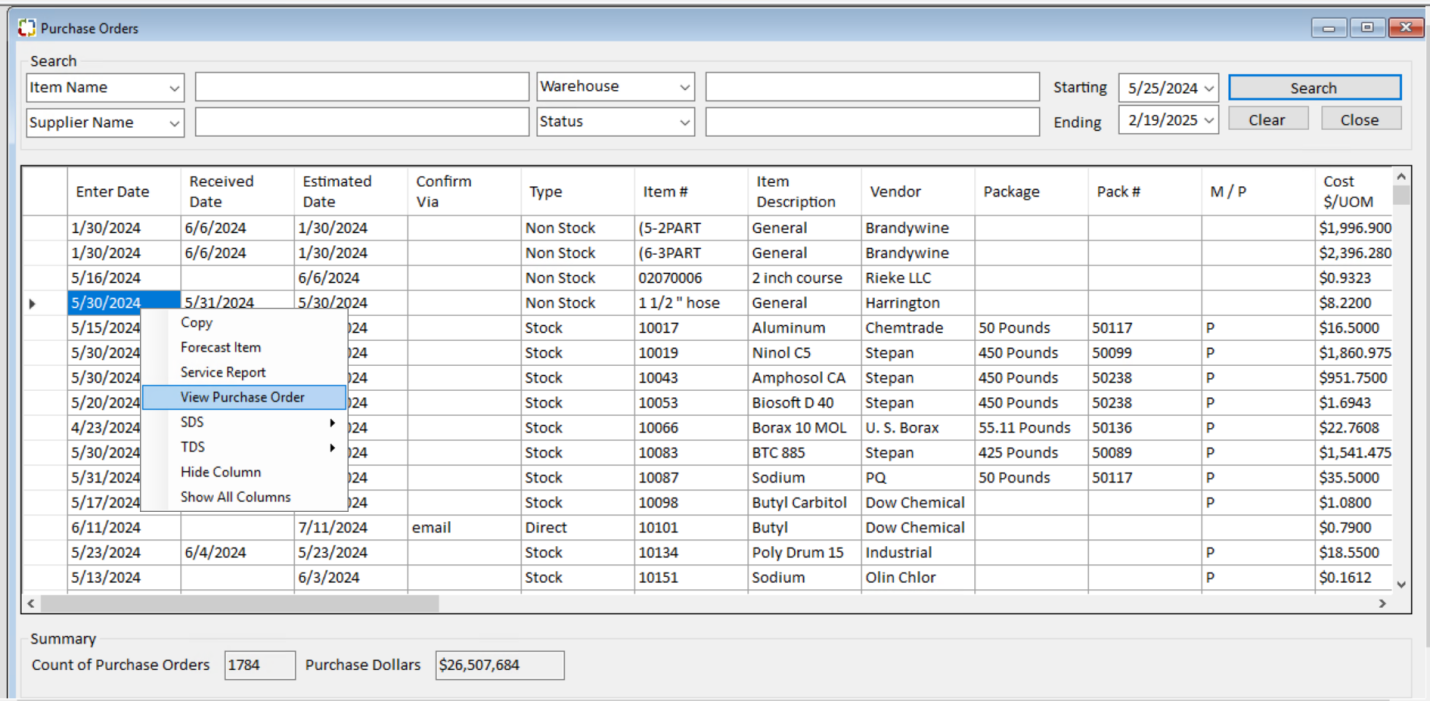 Purchase Orders
Search
Item Name Warehouse Starting 5/25/2024 Search
Supplier Name Status Ending 2/19/2025 Clear Close
Enter Date Received Date Estimated Date Confirm Via Type Item # Item Description Vendor Package Pack # M / P Cost $/UOM
1/30/2024 6/6/2024 1/30/2024 Non Stock (5-2PART General Brandywine $1,996.900
1/30/2024 6/6/2024 1/30/2024 Non Stock (6-3PART General Brandywine $2,396.280
5/16/2024 6/6/2024 Non Stock 02070006 2 inch course Rieke LLC $0.9323
5/30/2024 5/31/2024 5/30/2024 Non Stock 1 1/2 " hose General Harrington $8.2200
5/15/2024 024 Stock 10017 Aluminum Chemtrade 50 Pounds 50117 P $16.5000
5/30/2024 024 Stock 10019 Ninol C5 Stepan 450 Pounds 50099 P $1,860.975
5/30/2024 024 Stock 10043 Amphosol CA Stepan 450 Pounds 50238 P $951.7500
5/20/2024 024 Stock 10053 Biosoft D 40 Stepan 450 Pounds 50238 P $1.6943
4/23/2024 024 Stock 10066 Borax 10 MOL U. S. Borax 55.11 Pounds 50136 P $22.7608
5/30/2024 024 Stock 10083 BTC 885 Stepan 425 Pounds 50089 P $1,541.475
5/31/2024 024 Stock 10087 Sodium PQ 50 Pounds 50117 P $35.5000
5/17/2024 024 Stock 10098 Butyl Carbitol Dow Chemical P $1.0800
6/11/2024 7/11/2024 email Direct 10101 Butyl Dow Chemical $0.7900
5/23/2024 6/4/2024 5/23/2024 Stock 10134 Poly Drum 15 Industrial P $18.5500
5/13/2024 6/3/2024 Stock 10151 Sodium Olin Chlor P $0.1612
Copy
Forecast Item
Service Report
View Purchase Order
SDS
TDS
Hide Column
Show All Columns
Summary
Count of Purchase Orders 1784 Purchase Dollars $26,507,684